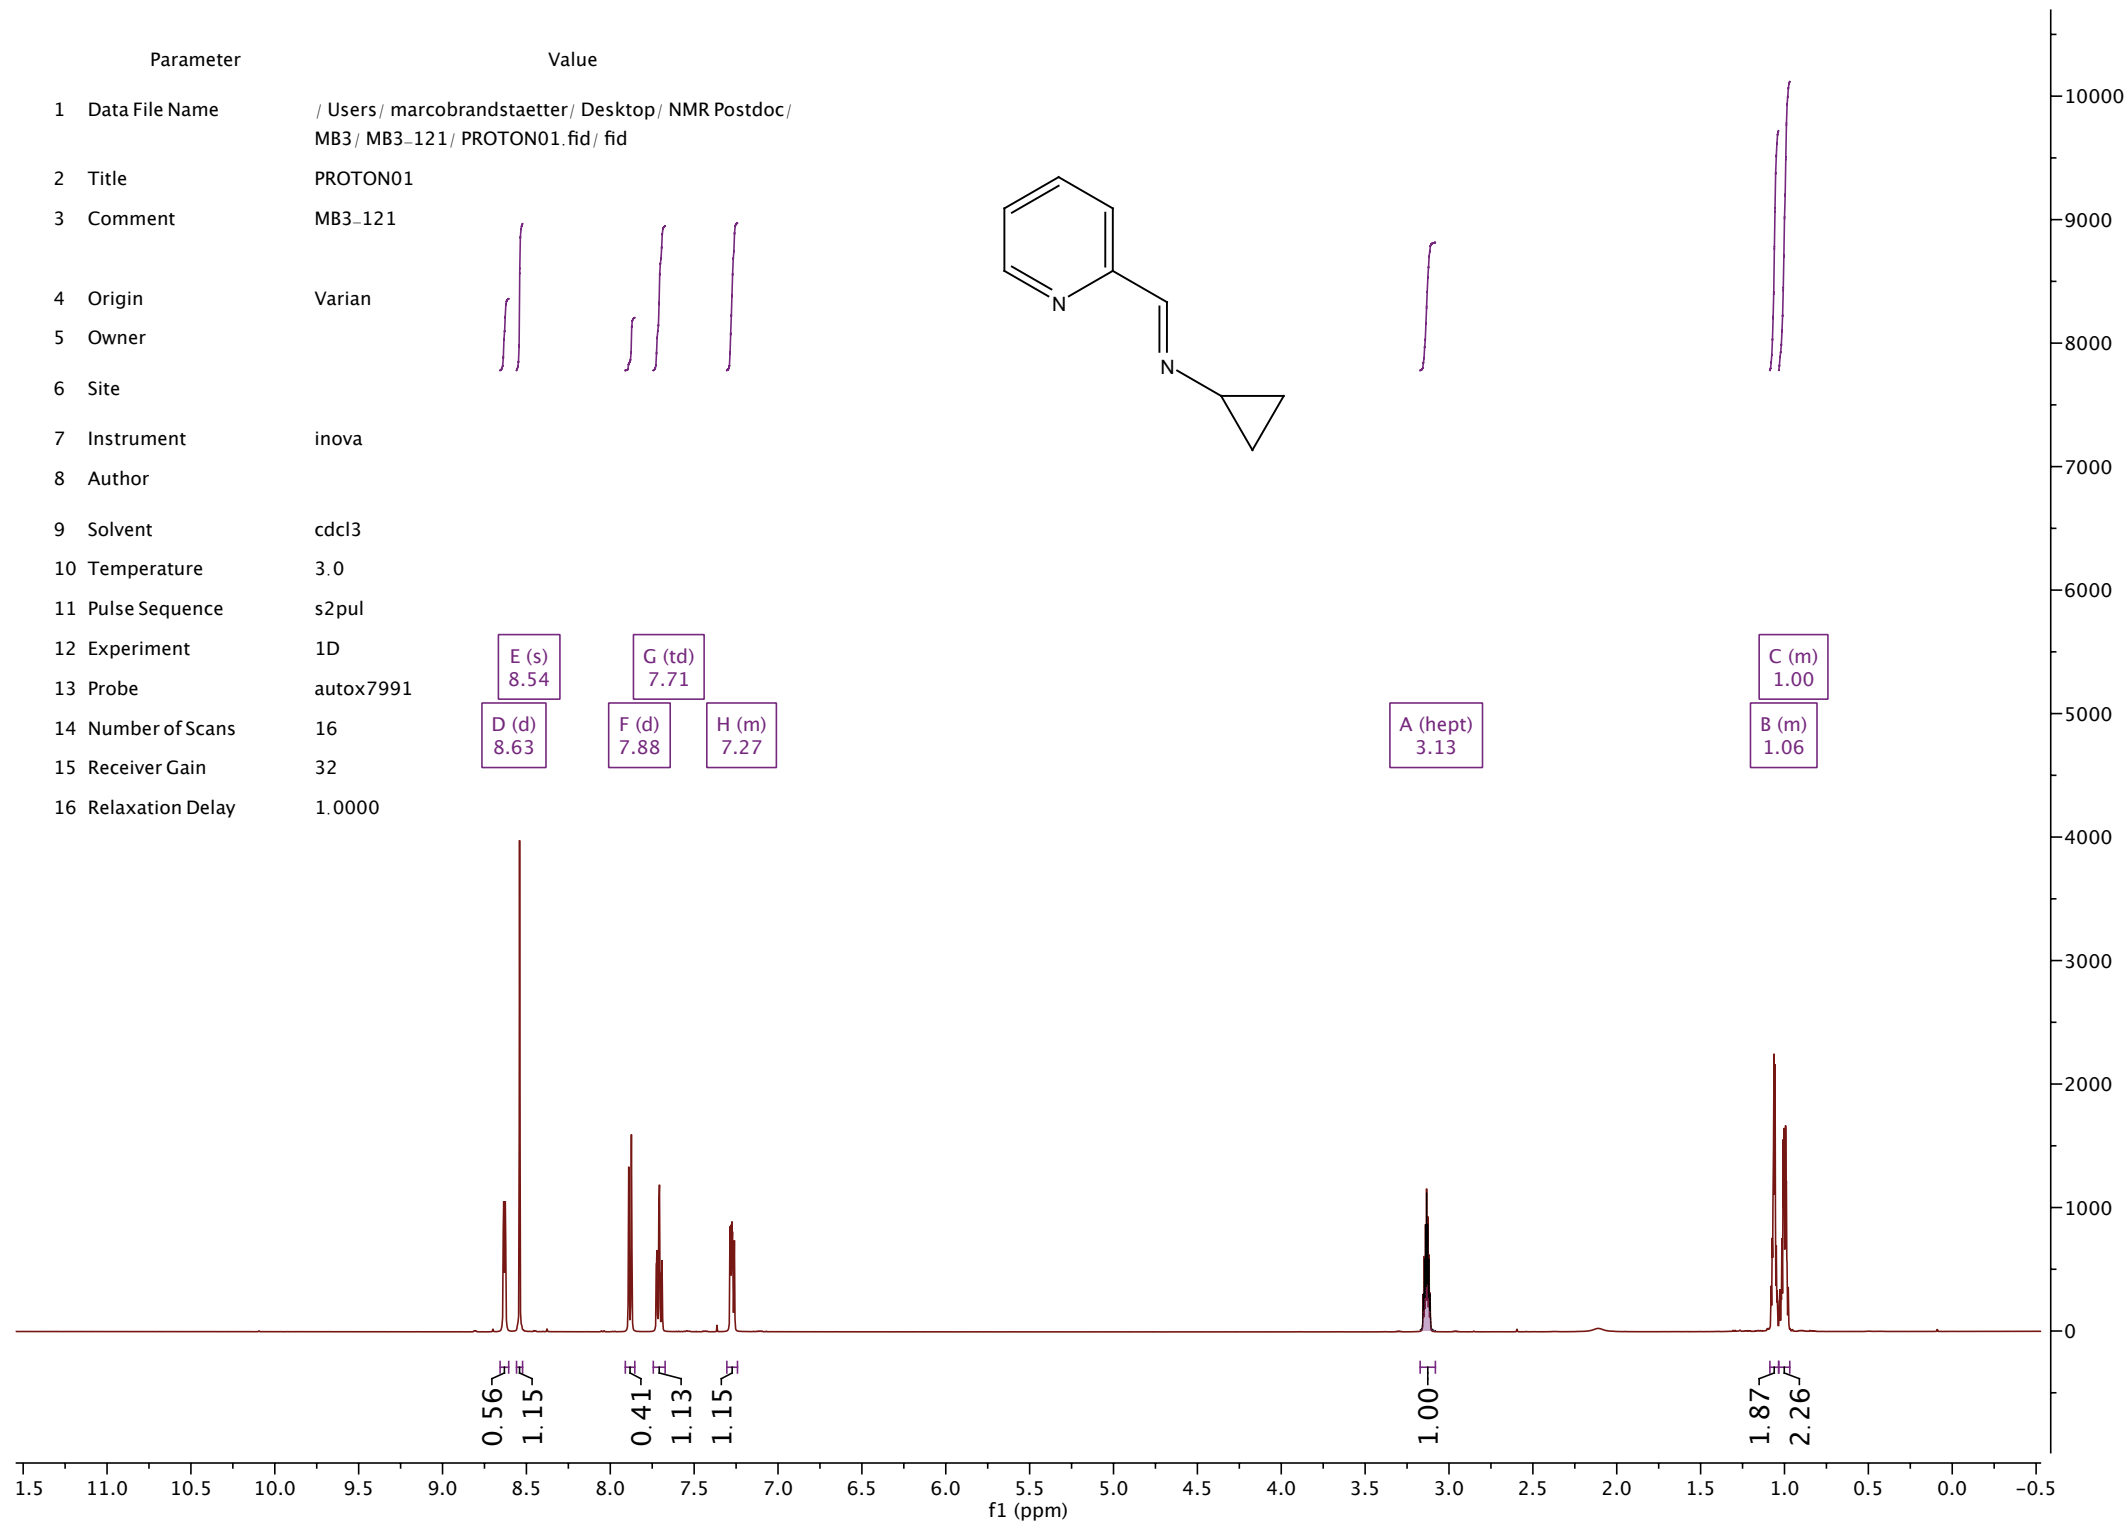 Parameter Value
1 Data File Name / Users/ marcobrandstaetter/ Desktop/ NMR Postdoc/
MB3/ MB3_121/ PROTON01.fid/ fid
2 Title PROTON01
3 Comment MB3_121
4 Origin Varian
5 Owner
6 Site
7 Instrument inova
8 Author
9 Solvent cdcl3
10 Temperature 3.0
11 Pulse Sequence s2pul
12 Experiment 1D
13 Probe autox7991
14 Number of Scans 16
15 Receiver Gain 32
16 Relaxation Delay 1.0000
N
N
E (s)
8.54
G (td)
7.71
C (m)
1.00
D (d)
8.63
F (d)
7.88
H (m)
7.27
A (hept)
3.13
B (m)
1.06
10000
9000
8000
7000
6000
5000
4000
3000
2000
1000
0
0.56
1.15
0.41
1.13
1.15
1.00
1.87
2.26
1.5 11.0 10.5 10.0 9.5 9.0 8.5 8.0 7.5 7.0 6.5 6.0 5.5 5.0 4.5 4.0 3.5 3.0 2.5 2.0 1.5 1.0 0.5 0.0 −0.5
f1 (ppm)